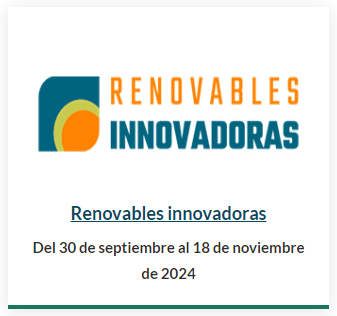 RENOVABLES
INNOVADORAS
Renovables innovadoras
Del 30 de septiembre al 18 de noviembre
de 2024